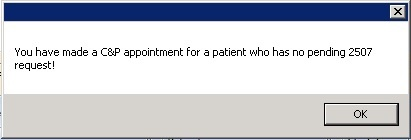 You have made a C&P appointment for a patient who has no pending 2507
request!
OK